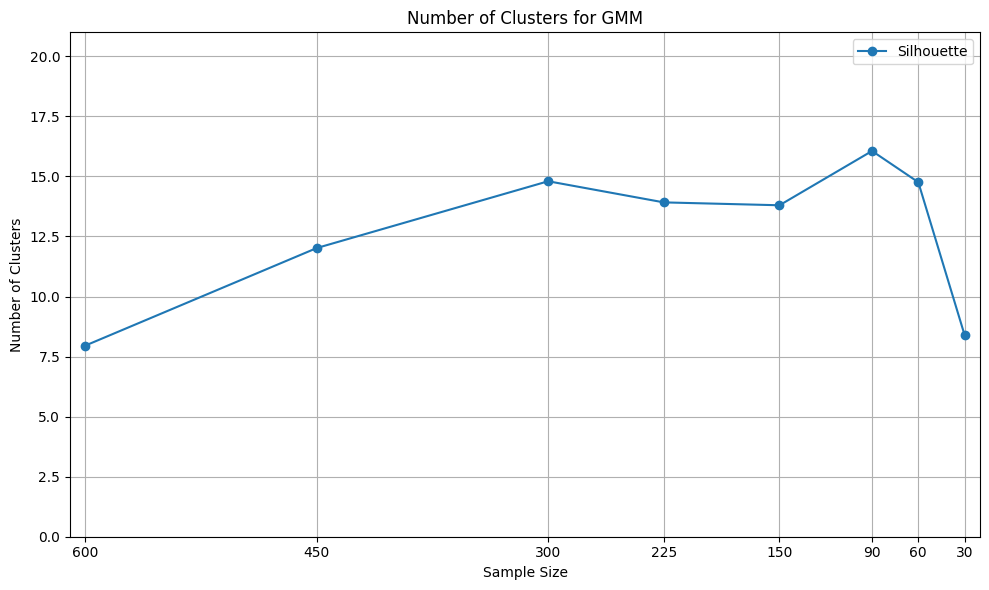 Number of Clusters for GMM
Silhouette
20.0
17.5
15.0
12.5
10.0
7.5
5.0
2.5
0.0
Number of Clusters
600 450 300 225 150 90 60 30
Sample Size